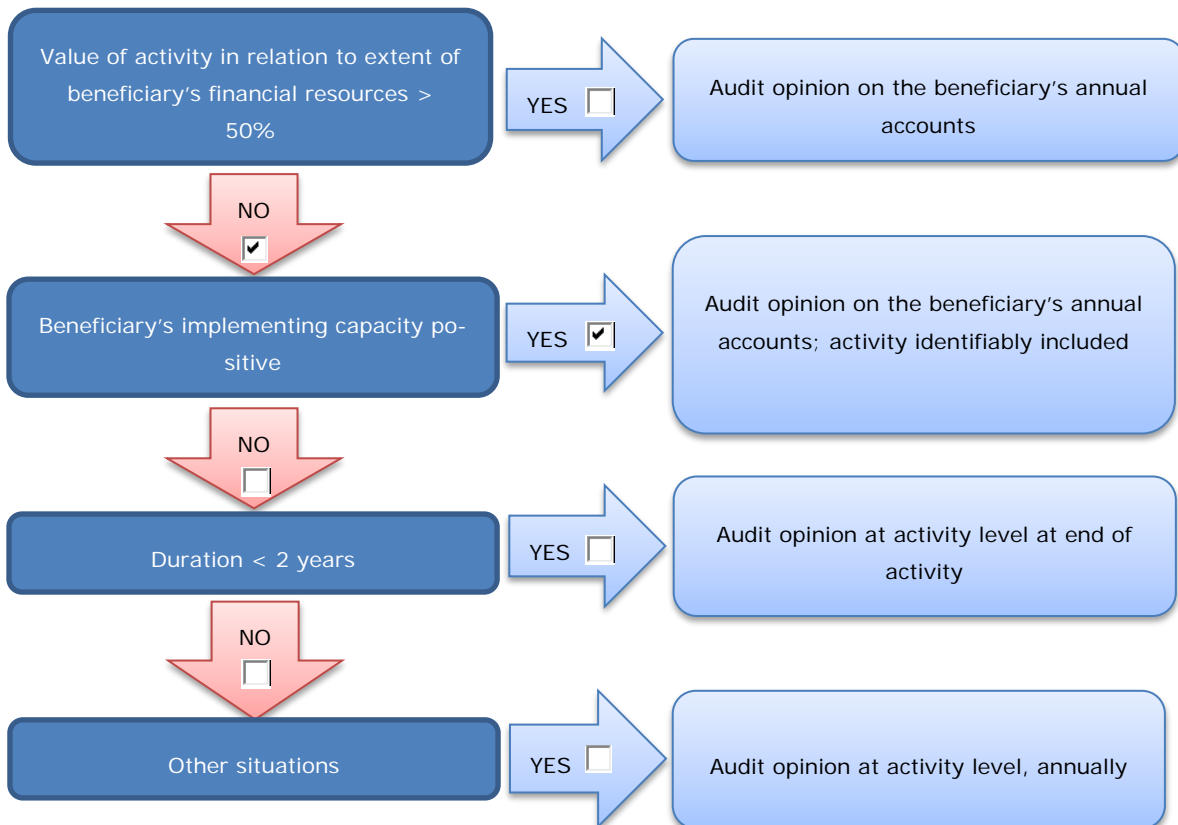 Value of activity in relation to extent of
beneficiary's financial resources >
50%
YES
Audit opinion on the beneficiary's annual
accounts
NO
Beneficiary's implementing capacity po-
sitive
YES
Audit opinion on the beneficiary's annual
accounts; activity identifiably included
NO
Duration < 2 years
YES
Audit opinion at activity level at end of
activity
NO
Other situations
YES
Audit opinion at activity level, annually